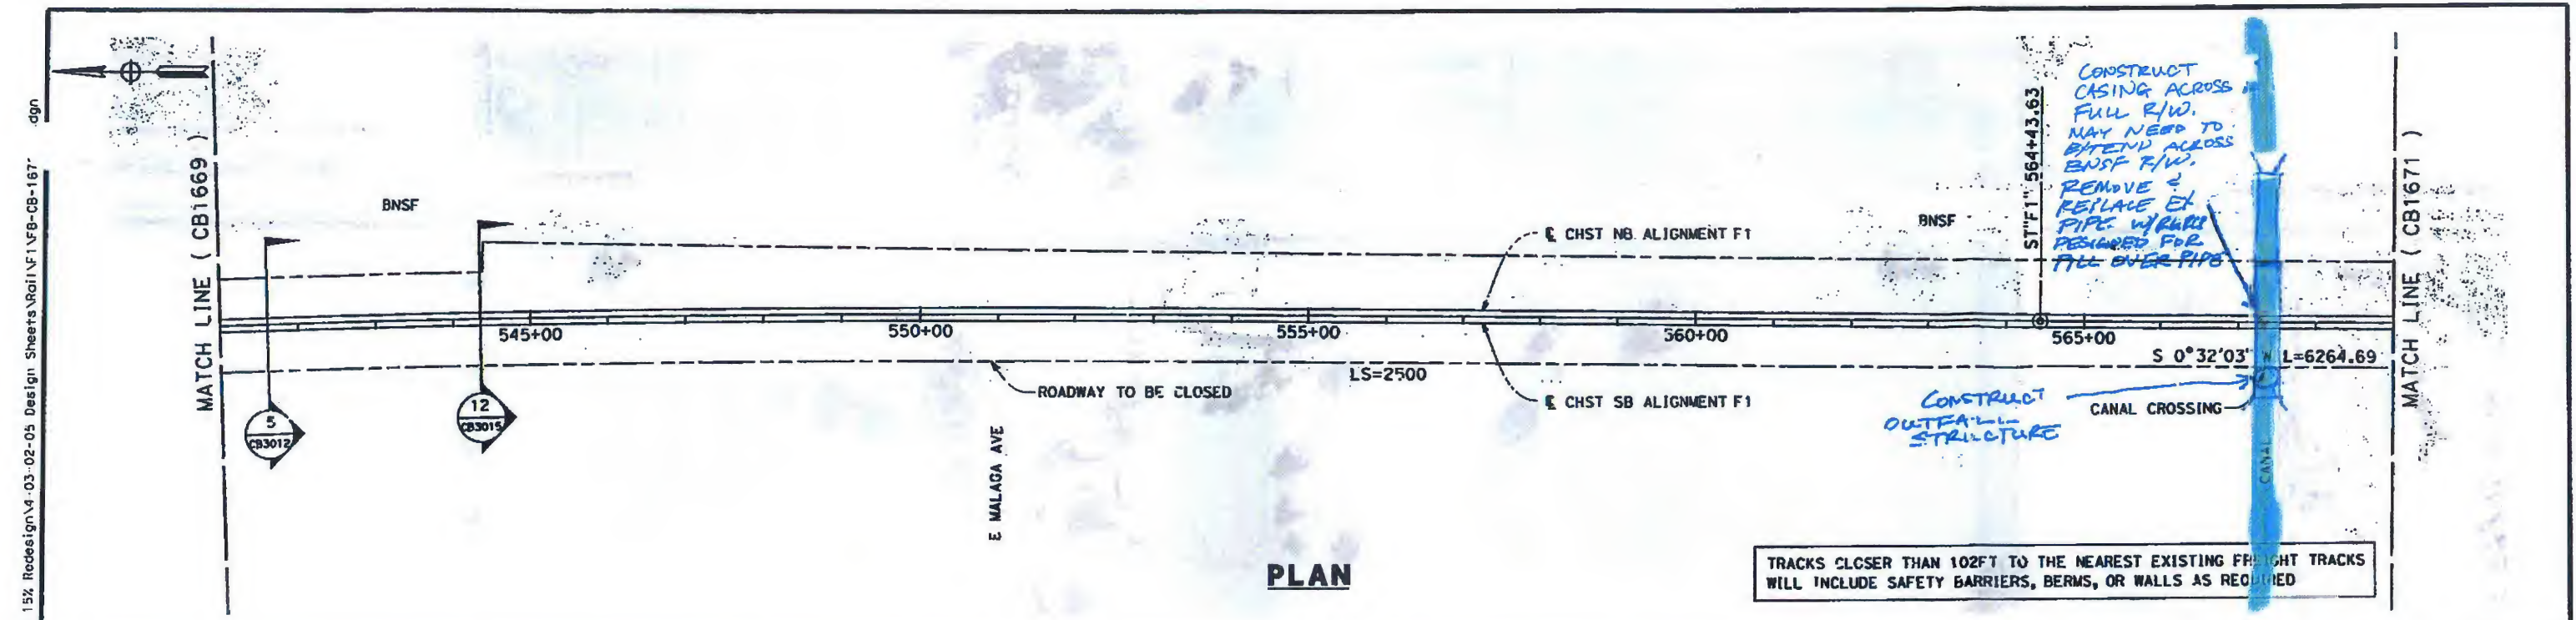 15% Redesign\4-03-02-05 Design Sheets\Rail\F1\FB-CB-167
.dgn
MATCH LINE ( CB1669 )
BNSF
5
CB3012
12
CB3015
545+00
550+00
555+00
560+00
565+00
ROADWAY TO BE CLOSED
E MALAGA AVE
LS=2500
℄ CHST NB ALIGNMENT F1
℄ CHST SB ALIGNMENT F1
BNSF
ST"F1" 564+43.63
CONSTRUCT
CASING ACROSS
FULL R/W.
MAY NEED TO
EXTEND ACROSS
BNSF R/W.
REMOVE &
REPLACE EX
PIPE W/
DESIGNED FOR
FILL OVER PIPE
S 0°32'03" W L=6264.69
CONSTRUCT
OUTFALL
STRUCTURE
CANAL CROSSING
CANAL
MATCH LINE ( CB1671 )
PLAN
TRACKS CLOSER THAN 102FT TO THE NEAREST EXISTING FREIGHT TRACKS
WILL INCLUDE SAFETY BARRIERS, BERMS, OR WALLS AS REQUIRED